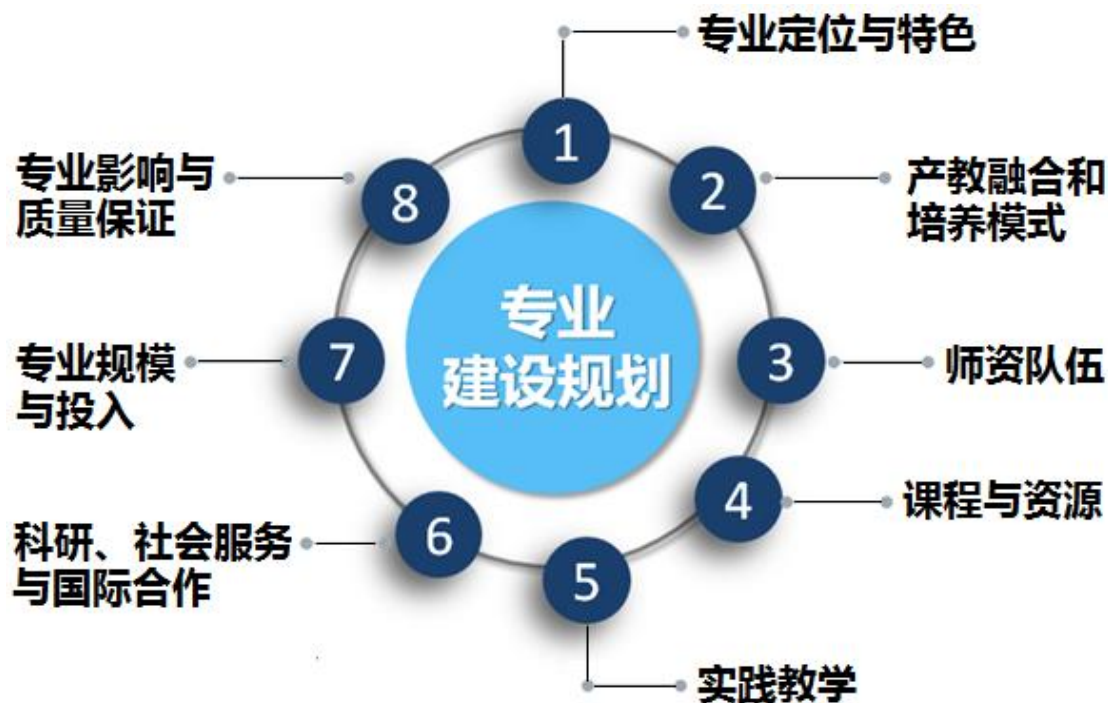 1
专业定位与特色
2
产教融合和
培养模式
3
师资队伍
4
课程与资源
5
实践教学
6
科研、社会服务
与国际合作
7
专业规模
与投入
8
专业影响与
质量保证
专业
建设规划